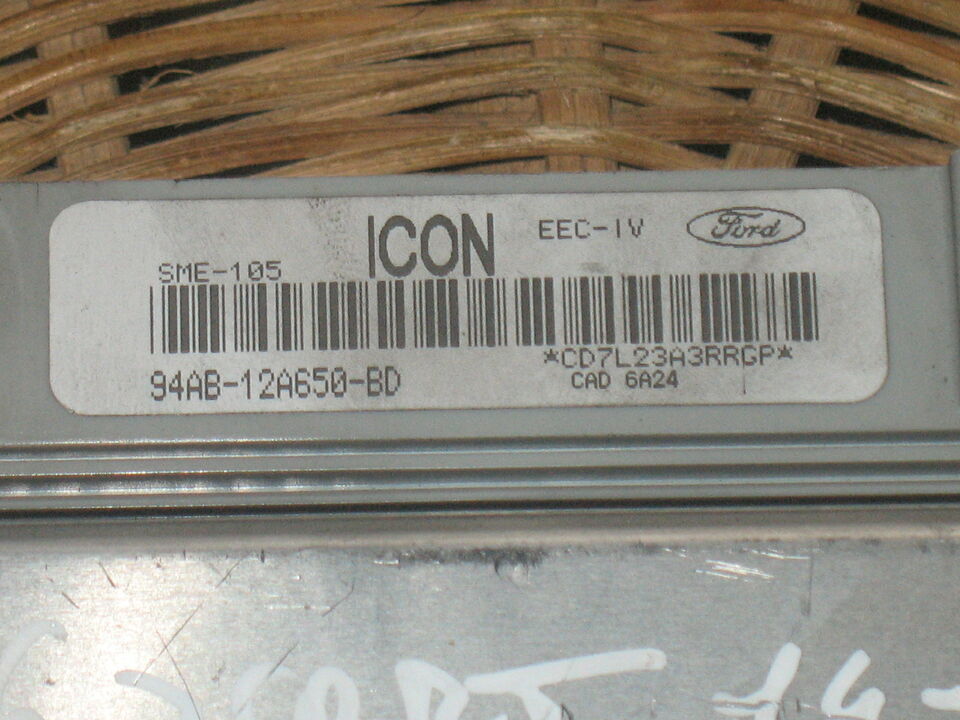 ICON EEC-IV Ford
SME-105
*CD7L23A3RRGP*
94AB-12A650-BD CAD 6A24